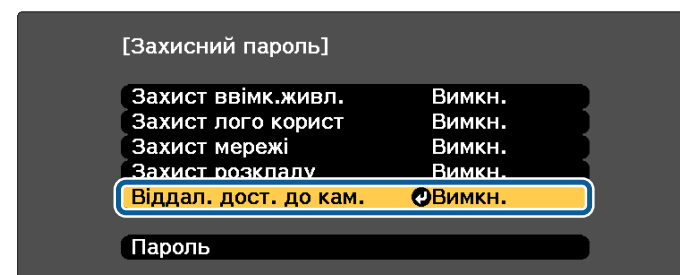 [Захисний пароль]
Захист ввімк.живл. Вимкн.
Захист лого корист Вимкн.
Захист мережі Вимкн.
Захист розкладу Вимкн.
Віддал. дост. до кам. Вимкн.
Пароль